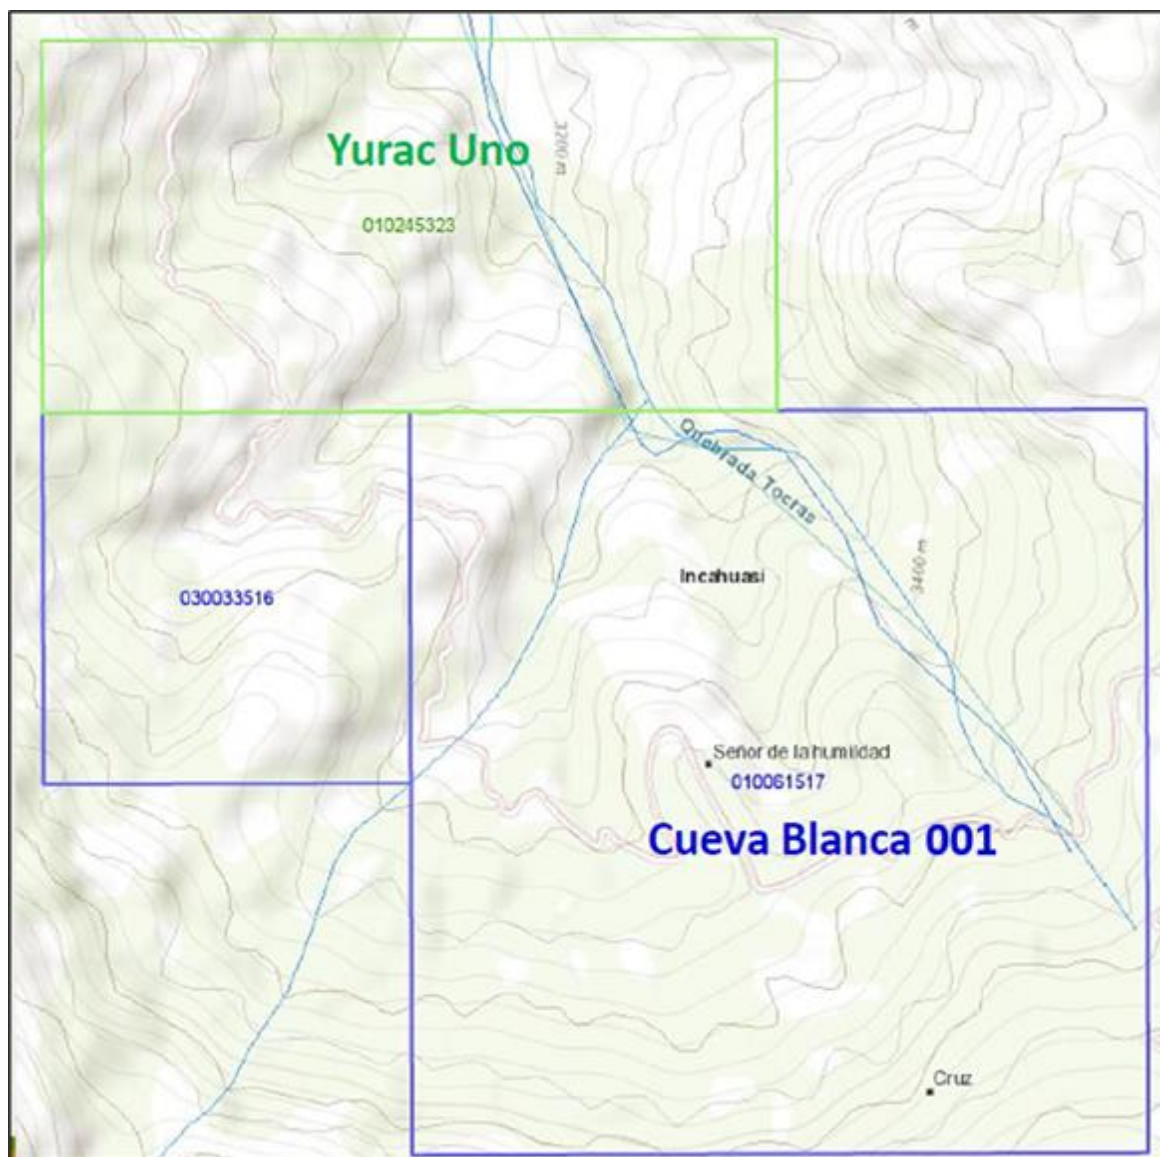 m
Yurac Uno
3200 m
010245323
Quebrada Tocras
Incahuasi
3400 m
030033516
Señor de la humildad
010061517
Cueva Blanca 001
Cruz
m